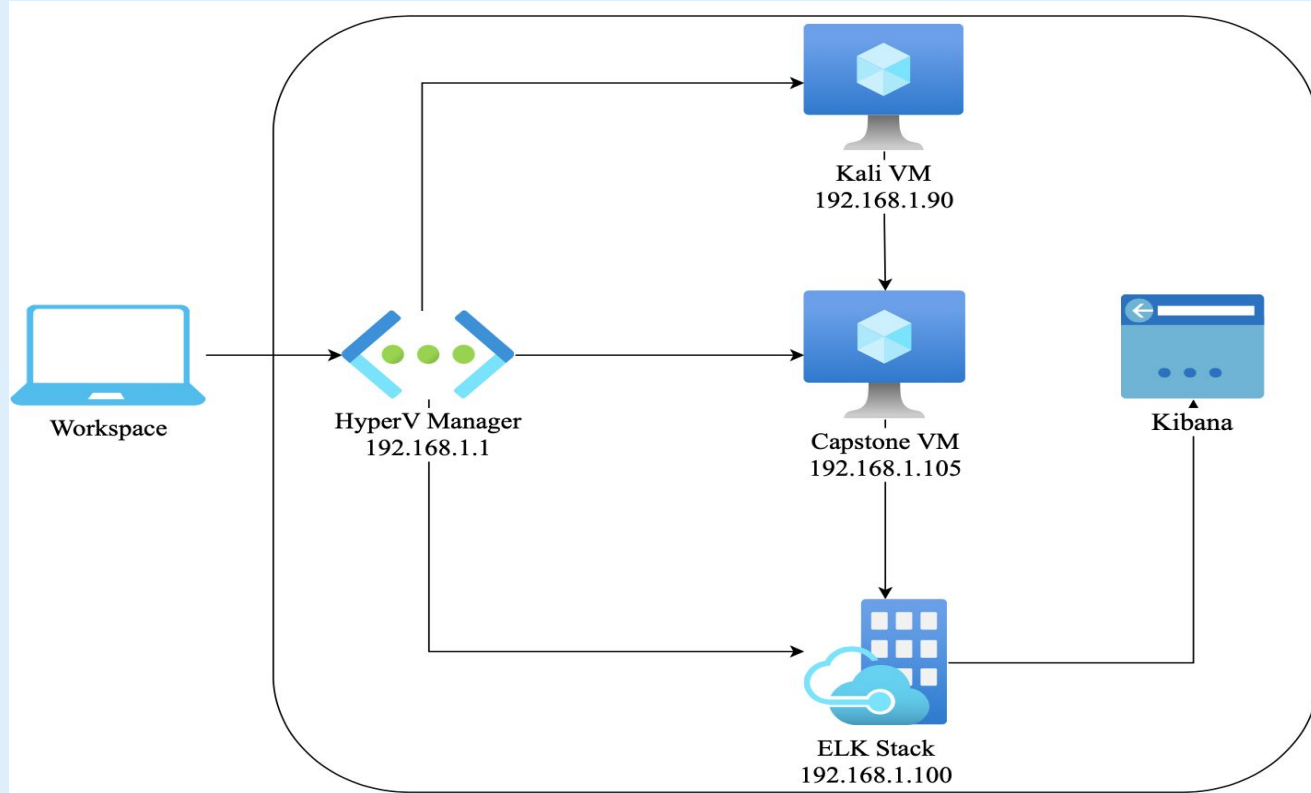 Kali VM
192.168.1.90
Workspace
HyperV Manager
192.168.1.1
Capstone VM
192.168.1.105
Kibana
ELK Stack
192.168.1.100